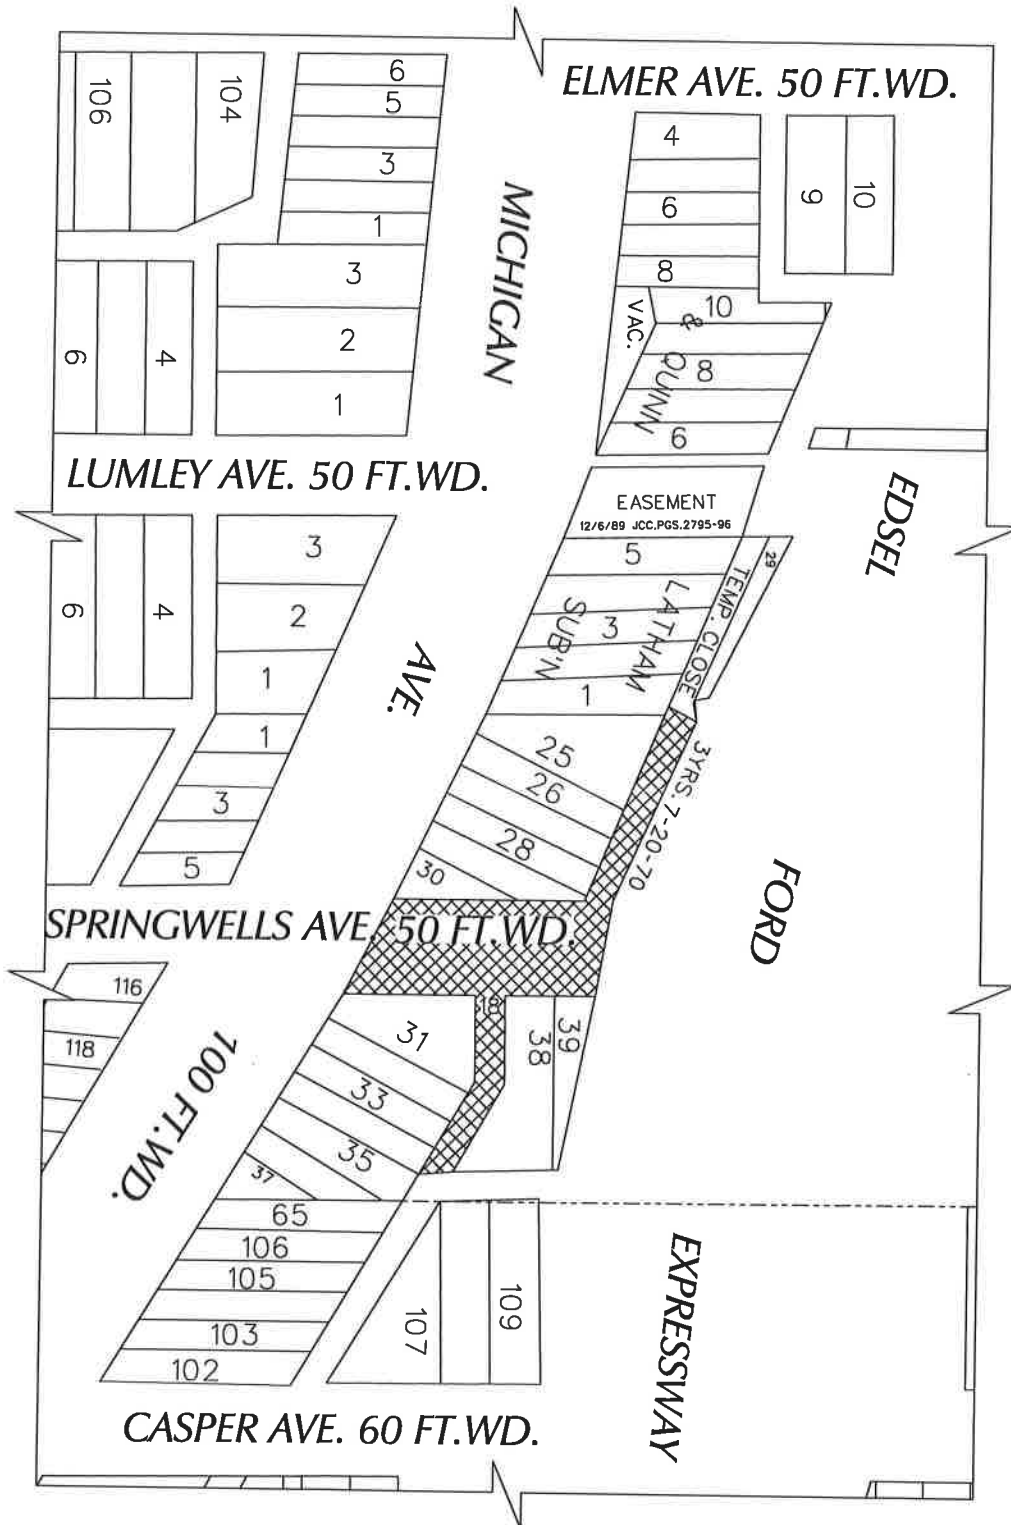 ELMER AVE. 50 FT.WD.
106
104
6
5
3
1
3
2
1
6
4
MICHIGAN
4
6
8
9
10
VAC.
10
& QUINN
8
6
LUMLEY AVE. 50 FT.WD.
EASEMENT
12/6/89 JCC.PGS.2795-96
EDSEL
5
3
1
LATHAM
SUB'N
29
TEMP. CLOSE
3YRS.7-20-70
3
2
1
6
4
1
3
5
AVE.
25
26
28
30
FORD
SPRINGWELLS AVE. 50 FT.WD.
116
118
100 FT.WD.
18
31
33
35
37
38
39
65
106
105
103
102
107
109
EXPRESSWAY
CASPER AVE. 60 FT.WD.